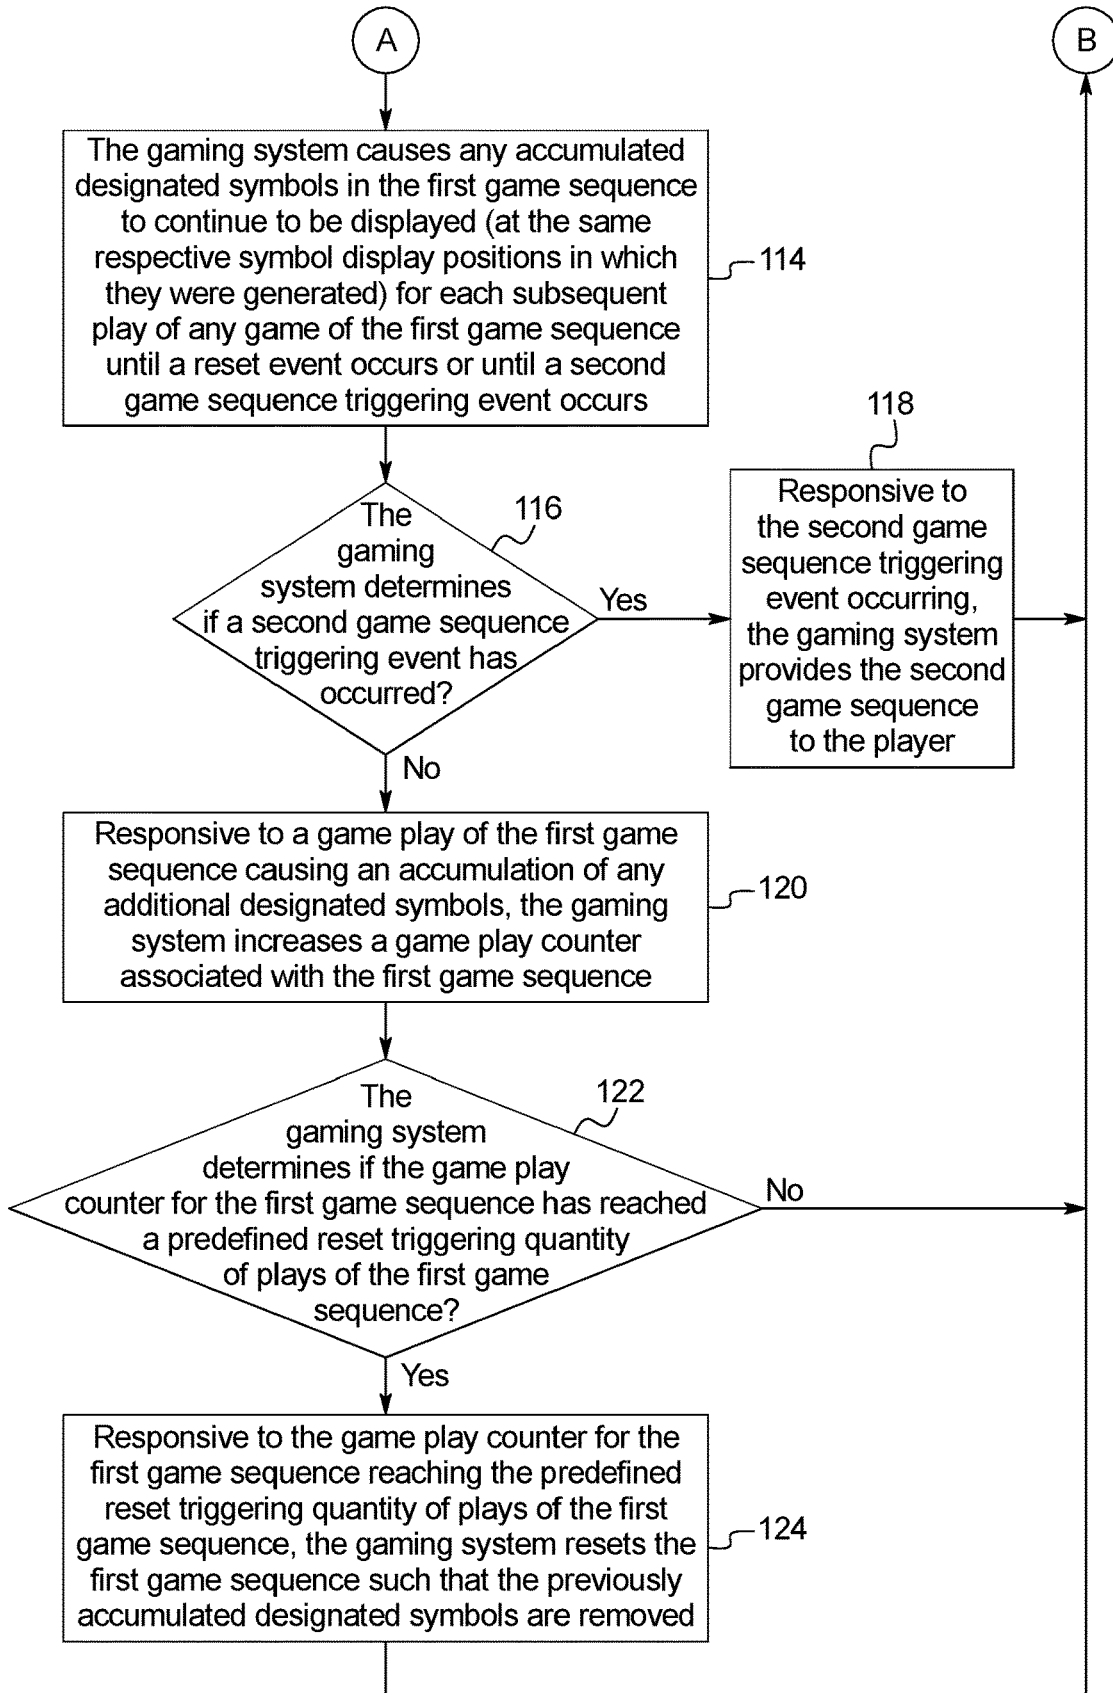 A
B
The gaming system causes any accumulated
designated symbols in the first game sequence
to continue to be displayed (at the same
respective symbol display positions in which
they were generated) for each subsequent
play of any game of the first game sequence
until a reset event occurs or until a second
game sequence triggering event occurs
114
116
The
gaming
system determines
if a second game sequence
triggering event has
occurred?
Yes
No
118
Responsive to
the second game
sequence triggering
event occurring,
the gaming system
provides the second
game sequence
to the player
Responsive to a game play of the first game
sequence causing an accumulation of any
additional designated symbols, the gaming
system increases a game play counter
associated with the first game sequence
120
122
The
gaming system
determines if the game play
counter for the first game sequence has reached
a predefined reset triggering quantity
of plays of the first game
sequence?
No
Yes
Responsive to the game play counter for the
first game sequence reaching the predefined
reset triggering quantity of plays of the first
game sequence, the gaming system resets the
first game sequence such that the previously
accumulated designated symbols are removed
124